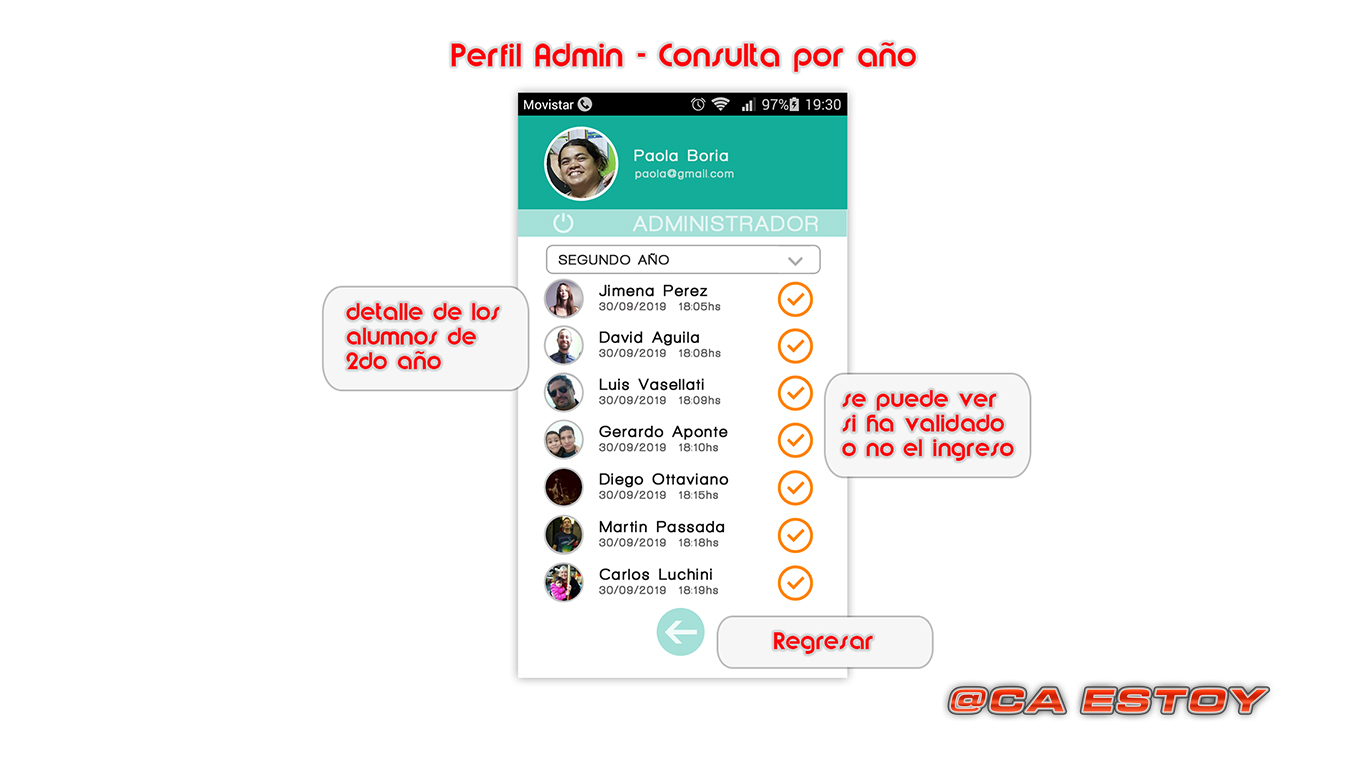 Perfil Admin - Consulta por año
Movistar 97% 19:30
Paola Boria
paola@gmail.com
ADMINISTRADOR
SEGUNDO AÑO
Jimena Perez
30/09/2019 18:05hs
David Aguila
30/09/2019 18:08hs
Luis Vasellati
30/09/2019 18:09hs
Gerardo Aponte
30/09/2019 18:10hs
Diego Ottaviano
30/09/2019 18:15hs
Martin Passada
30/09/2019 18:18hs
Carlos Luchini
30/09/2019 18:19hs
detalle de los
alumnos de
2do año
se puede ver
si ha validado
o no el ingreso
Regresar
@CA ESTOY